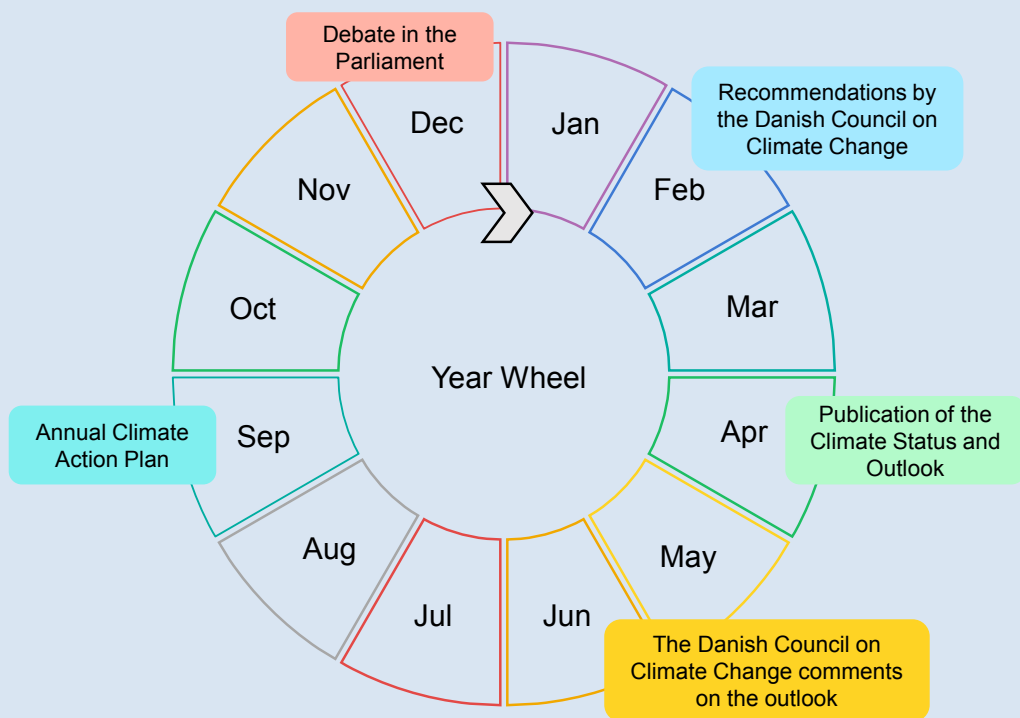 Debate in the
Parliament
Dec
Jan
Recommendations by
the Danish Council on
Climate Change
Feb
Nov
Oct
Mar
Year Wheel
Annual Climate
Action Plan
Sep
Apr
Publication of the
Climate Status and
Outlook
Aug
May
Jul
Jun
The Danish Council on
Climate Change comments
on the outlook